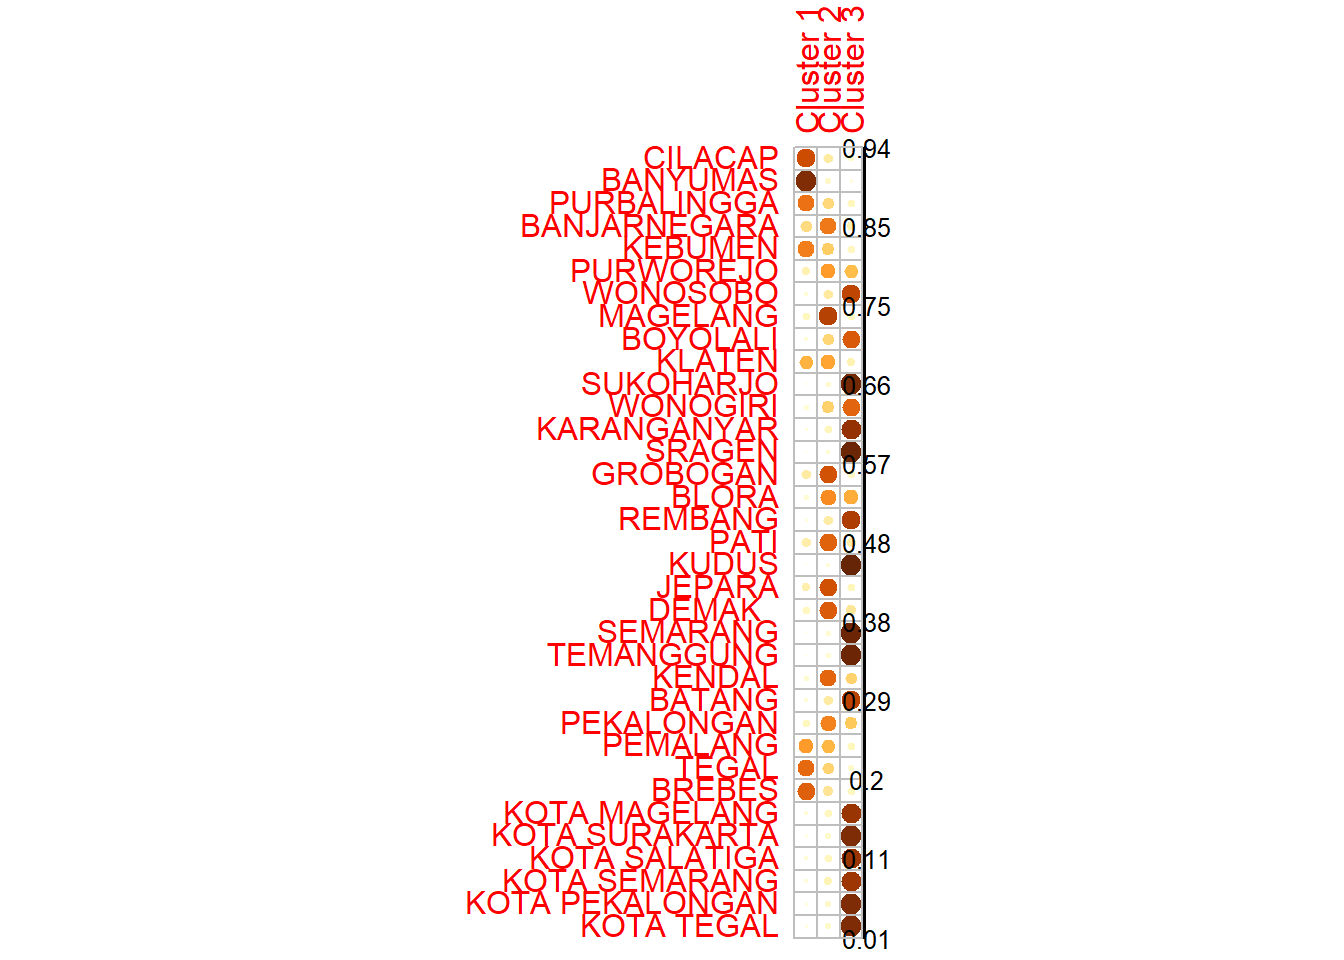 Cluster 1
Cluster 2
Cluster 3
CILACAP
BANYUMAS
PURBALINGGA
BANJARNEGARA
KEBUMEN
PURWOREJO
WONOSOBO
MAGELANG
BOYOLALI
KLATEN
SUKOHARJO
WONOGIRI
KARANGANYAR
SRAGEN
GROBOGAN
BLORA
REMBANG
PATI
KUDUS
JEPARA
DEMAK
SEMARANG
TEMANGGUNG
KENDAL
BATANG
PEKALONGAN
PEMALANG
TEGAL
BREBES
KOTA MAGELANG
KOTA SURAKARTA
KOTA SALATIGA
KOTA SEMARANG
KOTA PEKALONGAN
KOTA TEGAL
0.94
0.85
0.75
0.66
0.57
0.48
0.38
0.29
0.2
0.11
0.01